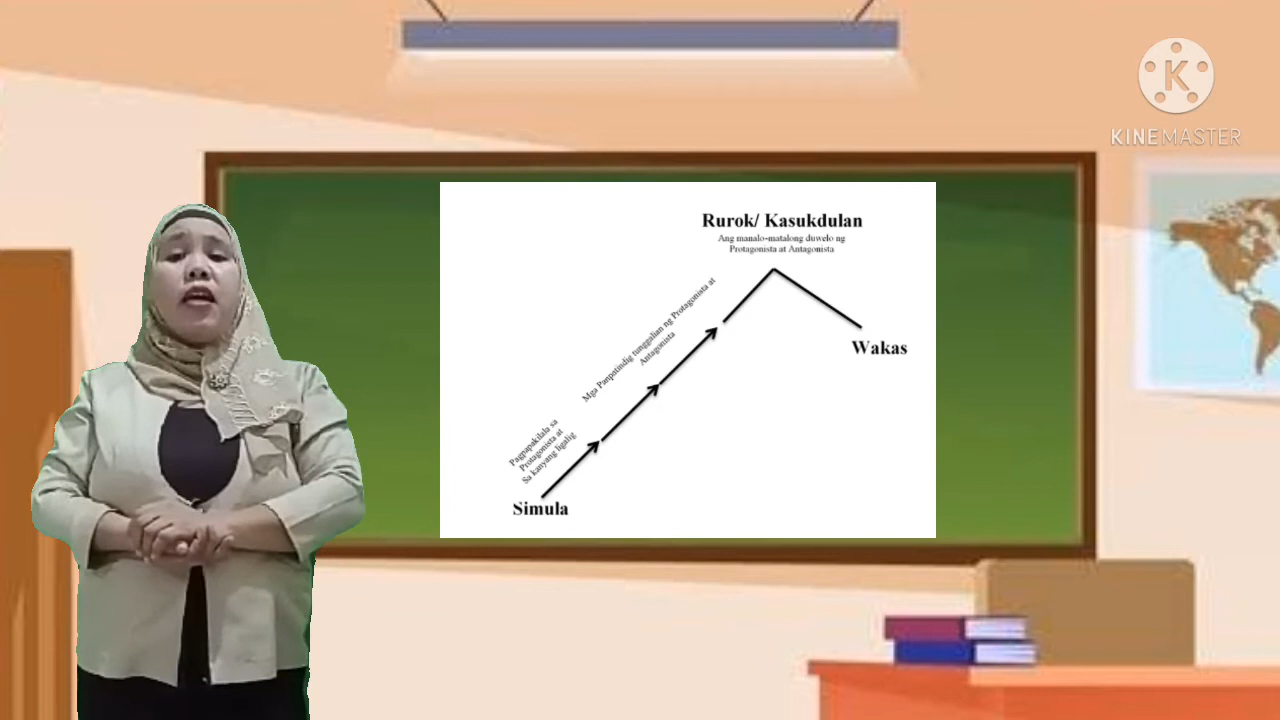 KINEMASTER
Rurok/ Kasukdulan
Ang manalo-matalong duwelo ng
Protagonista at Antagonista
Mga Panpatindig tunggalian ng Protagonista at
Antagonista
Wakas
Pagpapakilala sa
Protagonista at
Sa kanyang ligalig
Simula